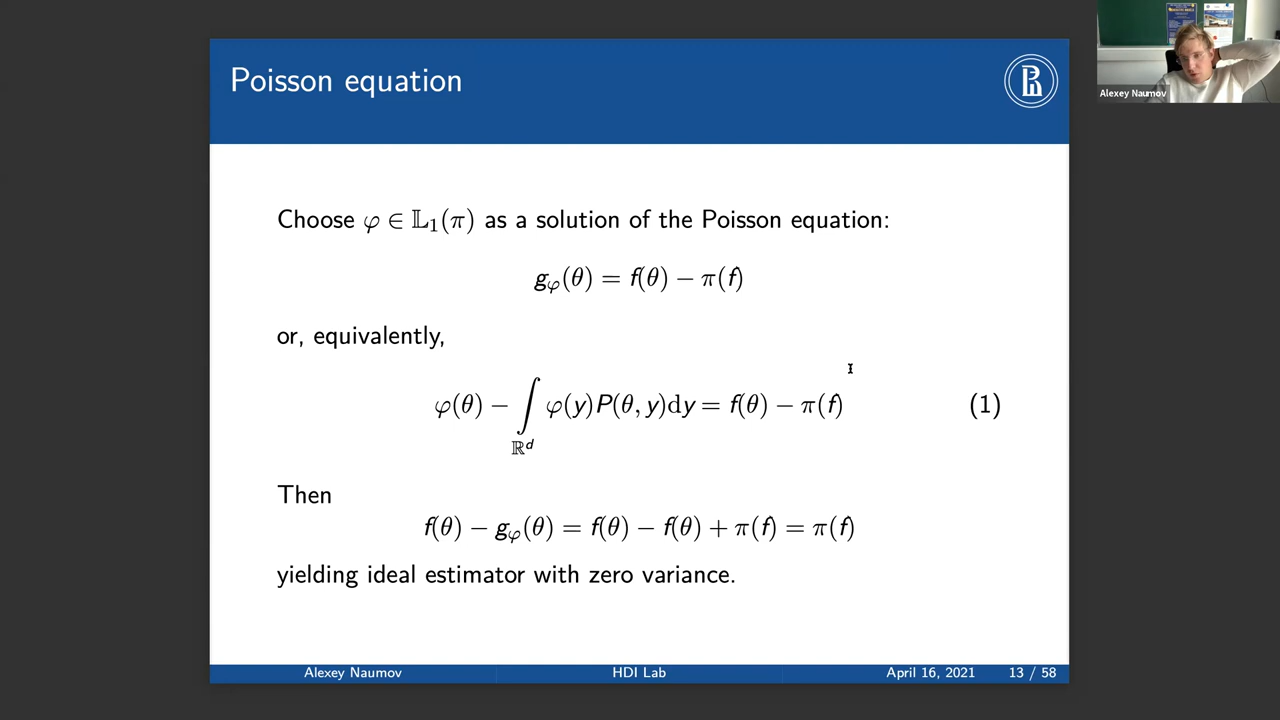 Poisson equation
Alexey Naumov
Choose φ ∈ 𝕃₁(π) as a solution of the Poisson equation:
g_φ(θ) = f(θ) − π(f)
or, equivalently,
φ(θ) − ∫_{ℝ^d} φ(y)P(θ, y)dy = f(θ) − π(f) (1)
Then
f(θ) − g_φ(θ) = f(θ) − f(θ) + π(f) = π(f)
yielding ideal estimator with zero variance.
Alexey Naumov HDI Lab April 16, 2021 13 / 58